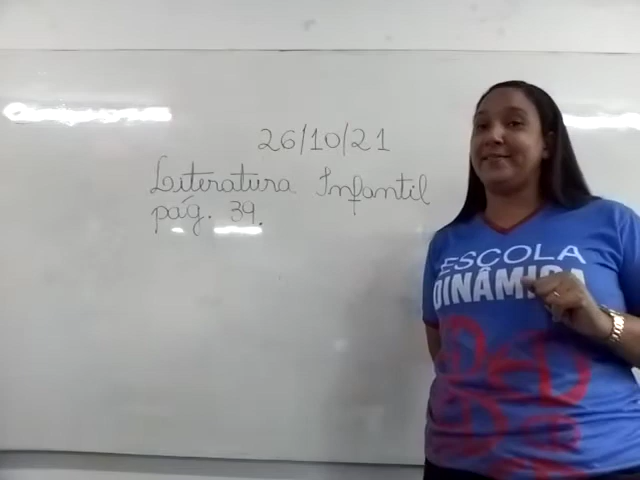 26/10/21
Literatura Infantil
pág. 39.
ESCOLA
DINÂMICA